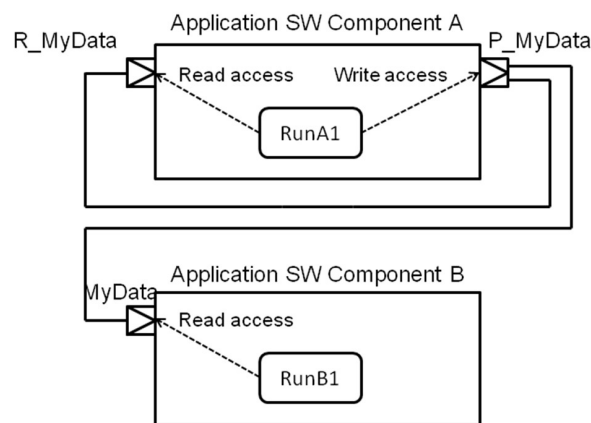 Application SW Component A
R_MyData
P_MyData
Read access
Write access
RunA1
Application SW Component B
MyData
Read access
RunB1